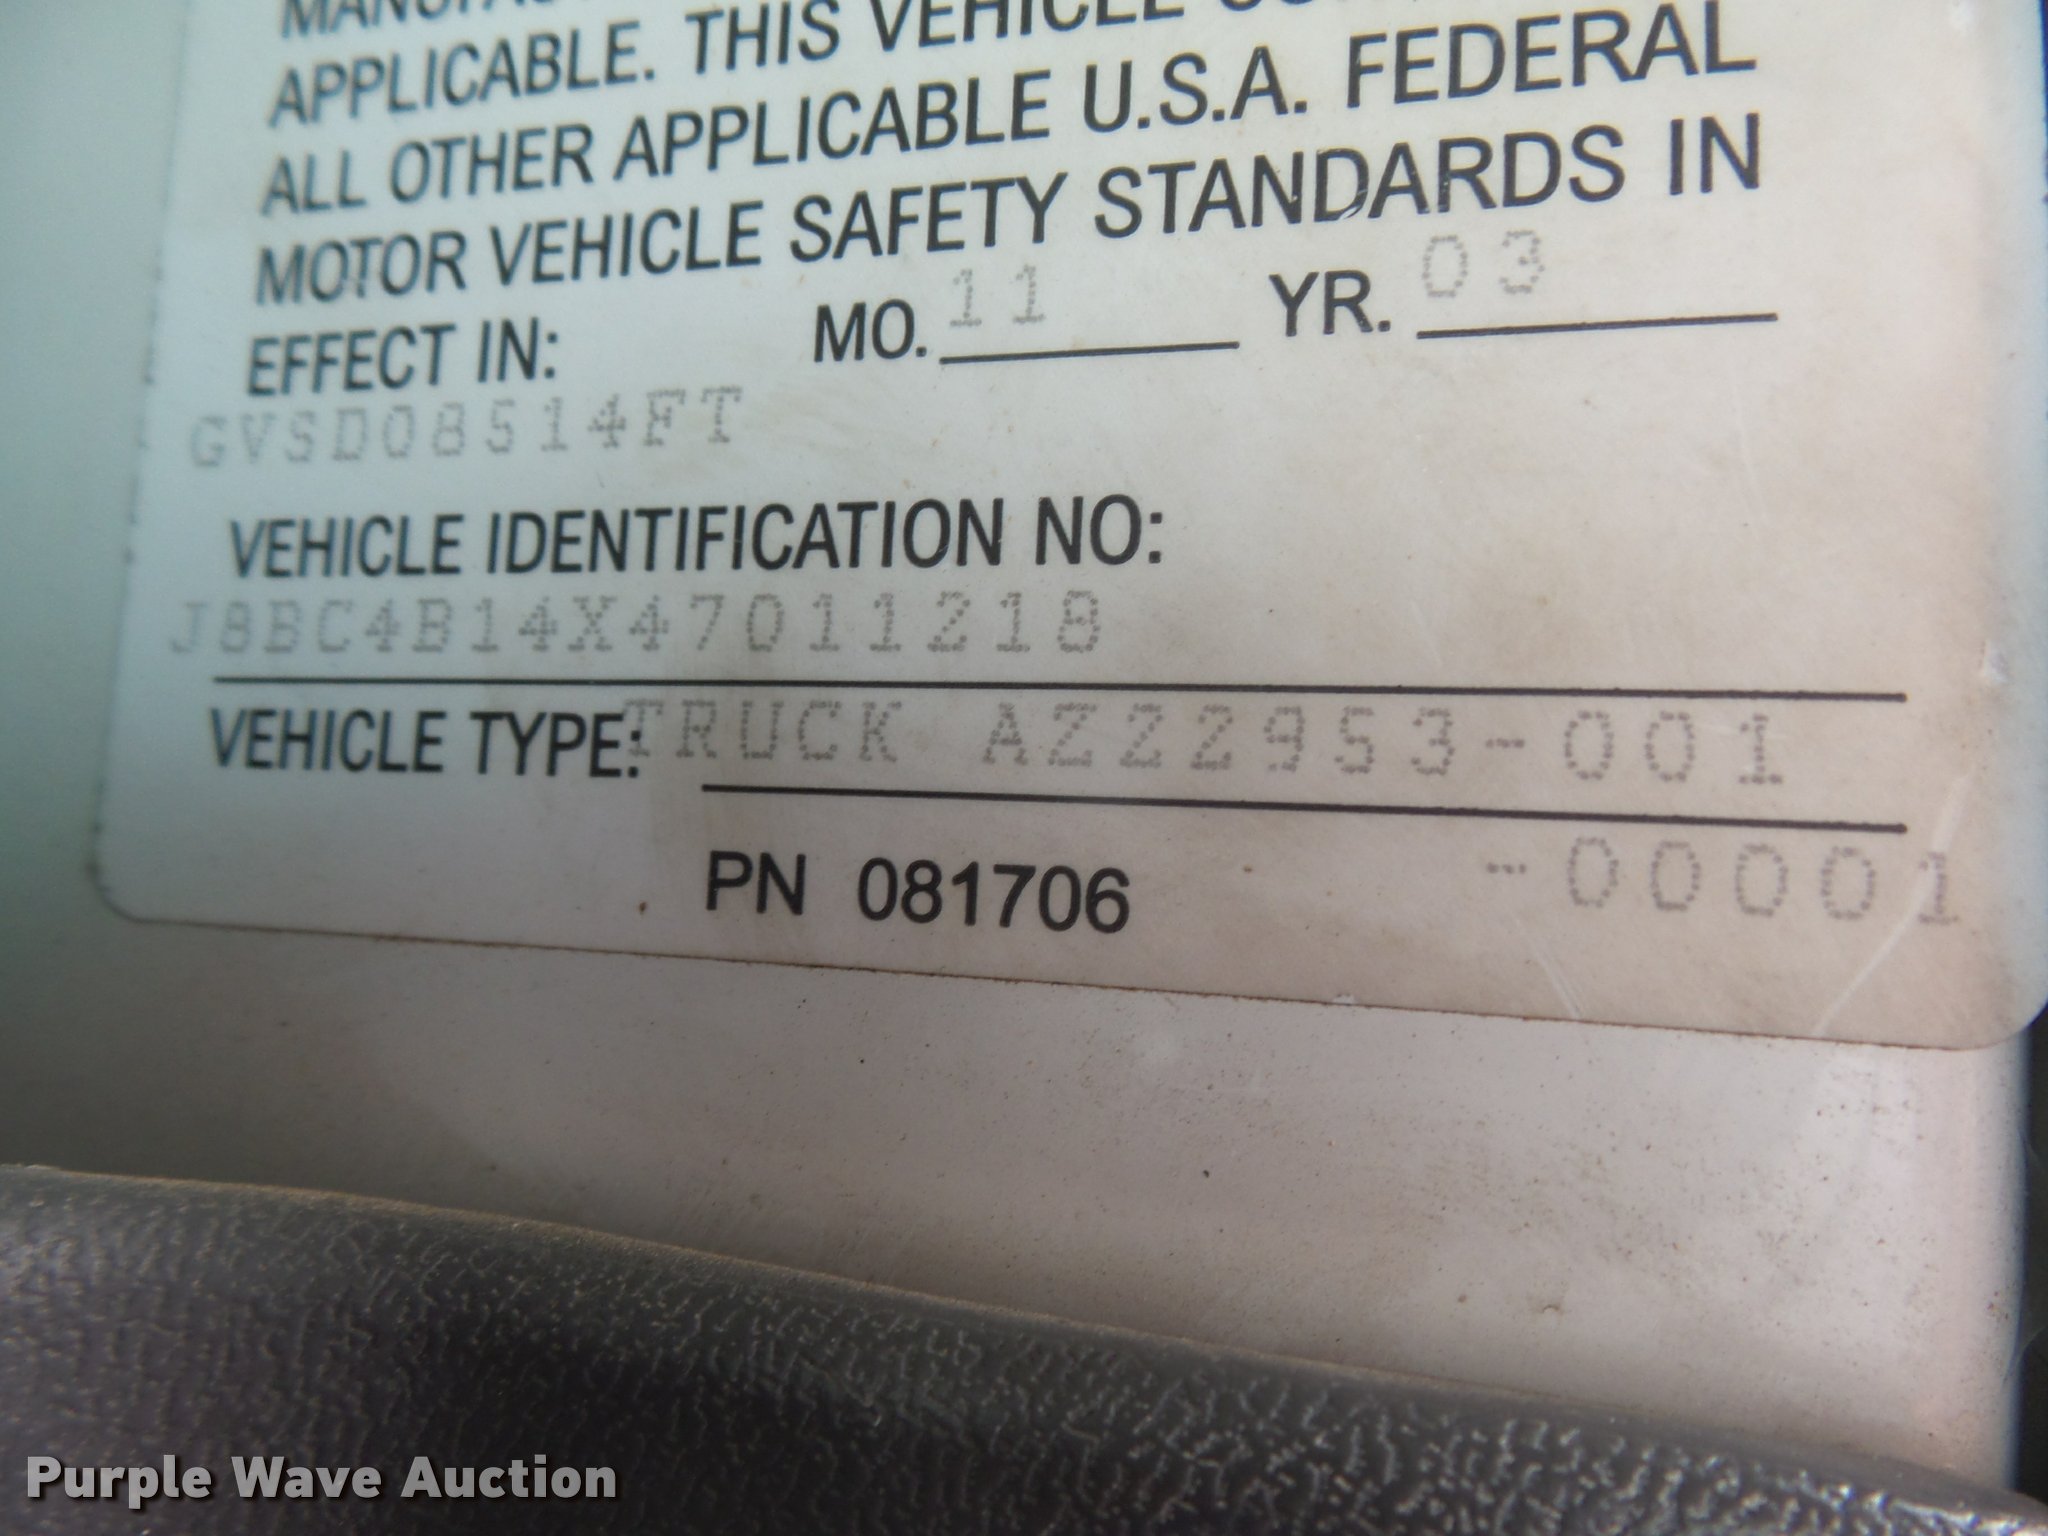 APPLICABLE. THIS VEHICLE
ALL OTHER APPLICABLE U.S.A. FEDERAL
MOTOR VEHICLE SAFETY STANDARDS IN
EFFECT IN: MO. 11 YR. 03
GVSD08514FT
VEHICLE IDENTIFICATION NO:
J8BC4B14X47011218
VEHICLE TYPE: TRUCK AZZZ9S3-001
PN 081706 -00001
Purple Wave Auction